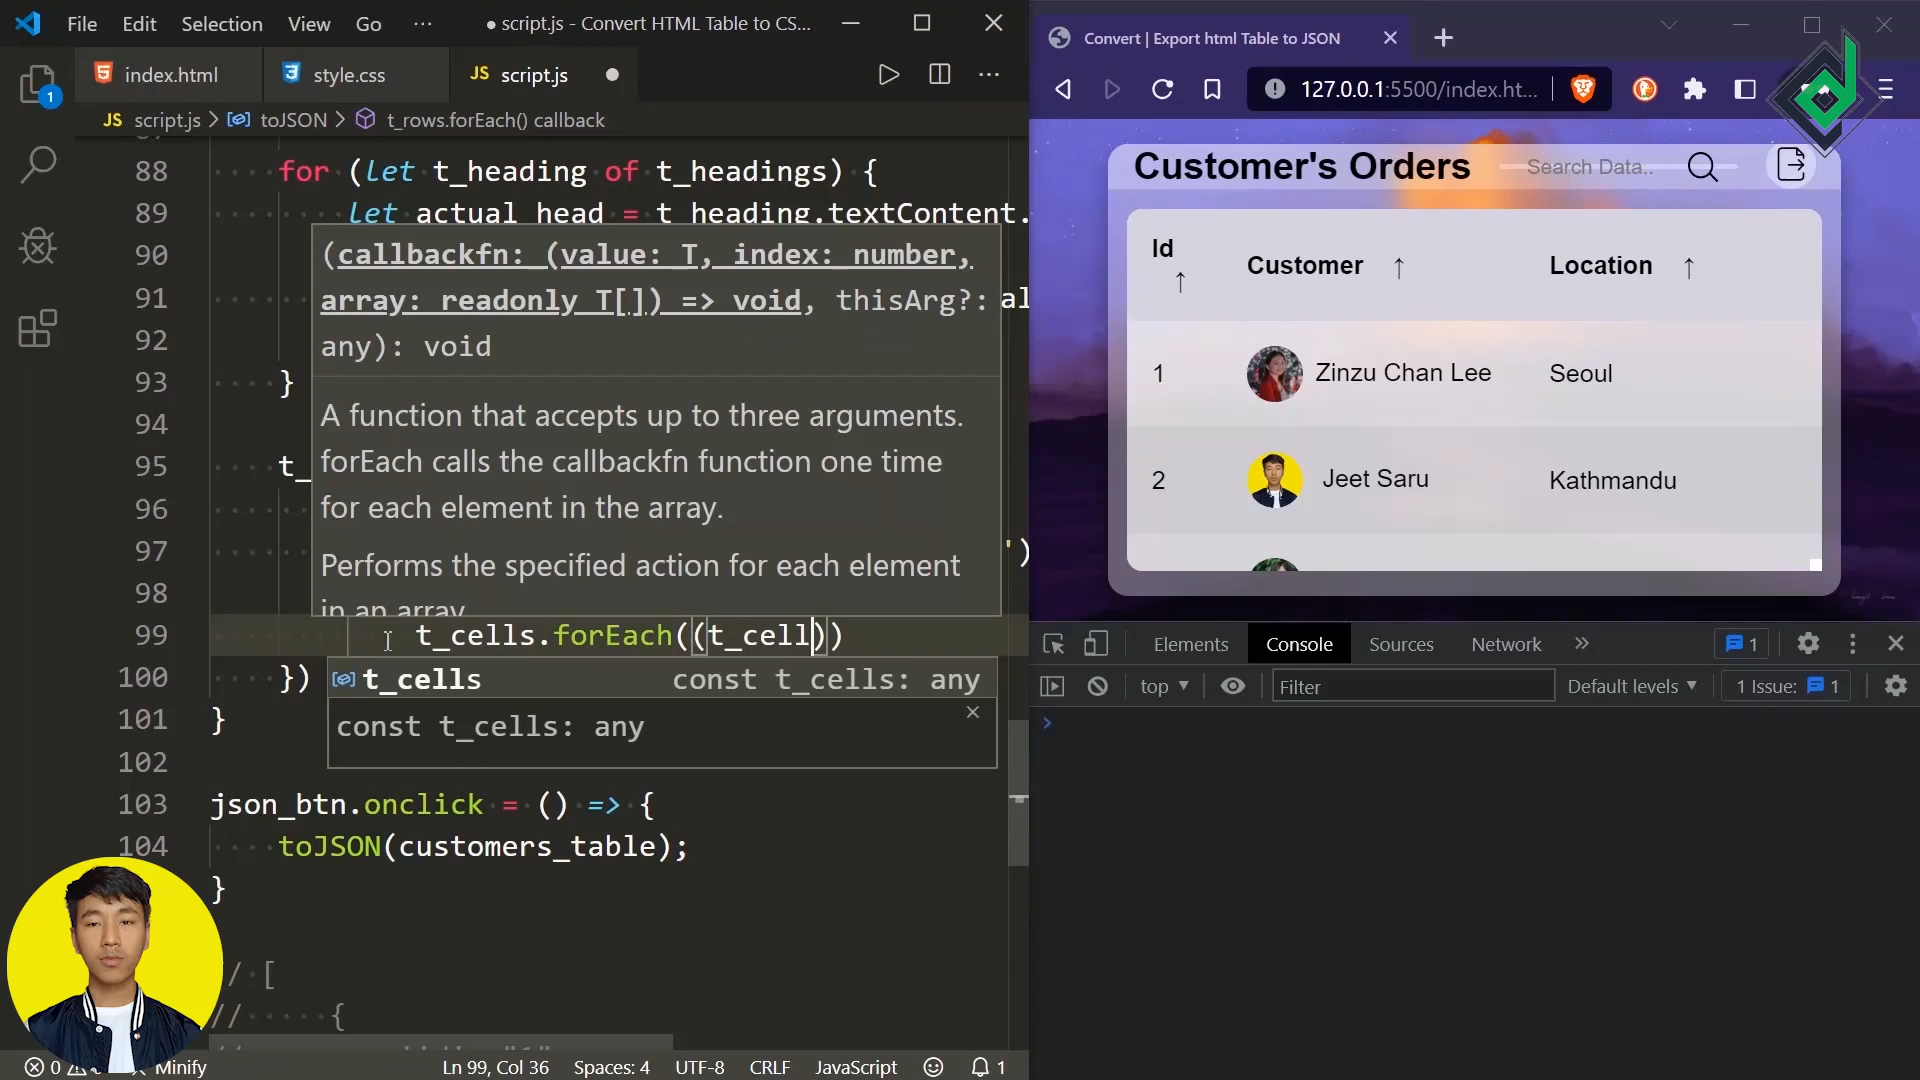 File Edit Selection View Go ··· ● script.js - Convert HTML Table to CS...
index.html style.css JS script.js ●
JS script.js > toJSON > t_rows.forEach() callback
88 for (let t_heading of t_headings) {
89 let actual_head = t_heading.textContent.
90
91 al
92
93 }
94
95 t_
96
97 ')
98
99 t_cells.forEach((t_cell))
100 })
101 }
102
103 json_btn.onclick = () => {
104 toJSON(customers_table);
}
/ [
// {
(callbackfn: (value: T, index: number,
array: readonly T[]) => void, thisArg?:
any): void
A function that accepts up to three arguments.
forEach calls the callbackfn function one time
for each element in the array.
Performs the specified action for each element
in an array
t_cells const t_cells: any
const t_cells: any
1
0 Minify Ln 99, Col 36 Spaces: 4 UTF-8 CRLF JavaScript 1
Convert | Export html Table to JSON
127.0.0.1:5500/index.ht...
Customer's Orders Search Data..
Id ↑ Customer ↑ Location ↑
1 Zinzu Chan Lee Seoul
2 Jeet Saru Kathmandu
Elements Console Sources Network » 1
top ▼ Filter Default levels ▼ 1 Issue: 1
>